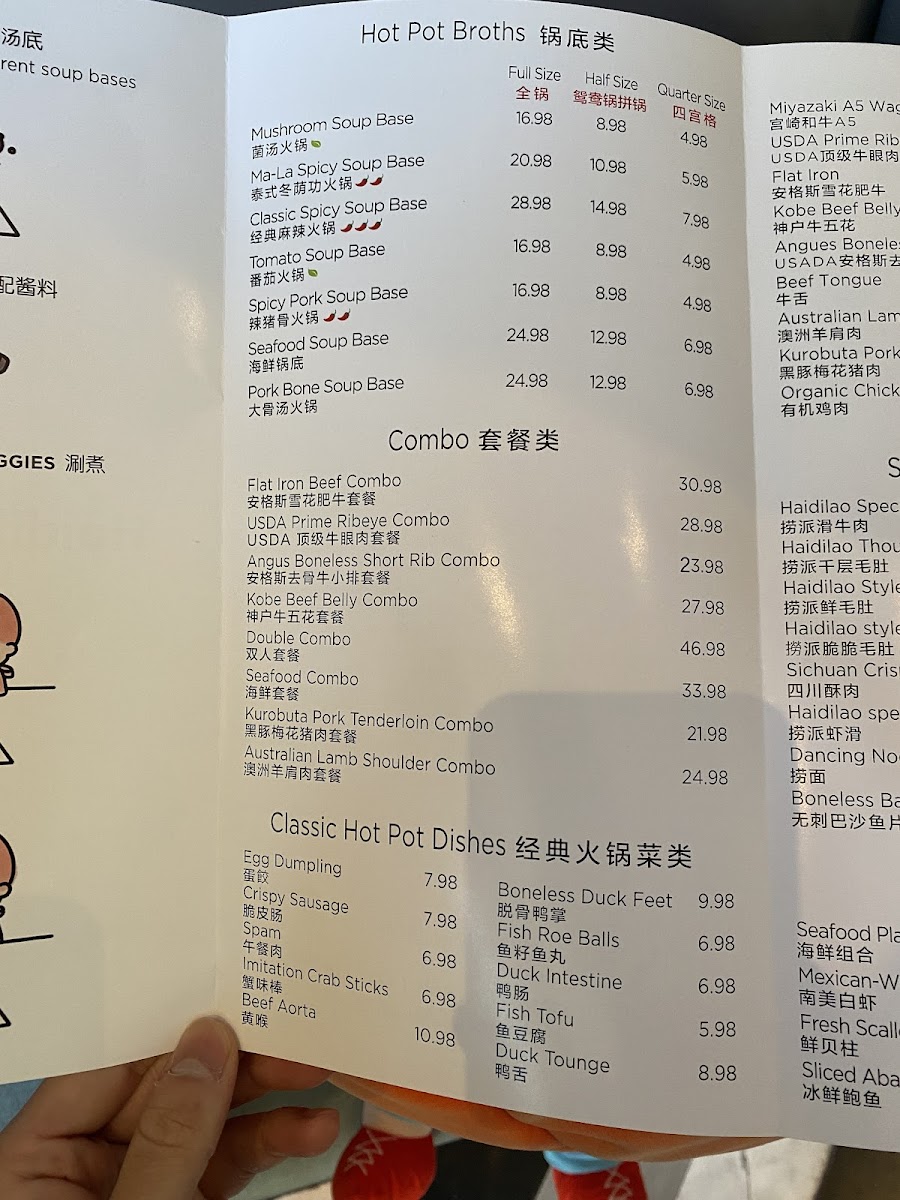 汤底
rent soup bases
配酱料
GGIES 涮煮
Hot Pot Broths 锅底类
Full Size Half Size Quarter Size
全锅 鸳鸯锅拼锅 四宫格
Mushroom Soup Base 16.98 8.98 4.98
菌汤火锅
Ma-La Spicy Soup Base 20.98 10.98 5.98
泰式冬荫功火锅
Classic Spicy Soup Base 28.98 14.98 7.98
经典麻辣火锅
Tomato Soup Base 16.98 8.98 4.98
番茄火锅
Spicy Pork Soup Base 16.98 8.98 4.98
辣猪骨火锅
Seafood Soup Base 24.98 12.98 6.98
海鲜锅底
Pork Bone Soup Base 24.98 12.98 6.98
大骨汤火锅
Combo 套餐类
Flat Iron Beef Combo 30.98
安格斯雪花肥牛套餐
USDA Prime Ribeye Combo 28.98
USDA 顶级牛眼肉套餐
Angus Boneless Short Rib Combo 23.98
安格斯去骨牛小排套餐
Kobe Beef Belly Combo 27.98
神户牛五花套餐
Double Combo 46.98
双人套餐
Seafood Combo 33.98
海鲜套餐
Kurobuta Pork Tenderloin Combo 21.98
黑豚梅花猪肉套餐
Australian Lamb Shoulder Combo 24.98
澳洲羊肩肉套餐
Classic Hot Pot Dishes 经典火锅菜类
Egg Dumpling 7.98
蛋餃
Crispy Sausage 7.98
脆皮肠
Spam 6.98
午餐肉
Imitation Crab Sticks 6.98
蟹味棒
Beef Aorta 10.98
黄喉
Boneless Duck Feet 9.98
脱骨鸭掌
Fish Roe Balls 6.98
鱼籽鱼丸
Duck Intestine 6.98
鸭肠
Fish Tofu 5.98
鱼豆腐
Duck Tounge 8.98
鸭舌
Miyazaki A5 Wag
宫崎和牛A5
USDA Prime Rib
USDA顶级牛眼肉
Flat Iron
安格斯雪花肥牛
Kobe Beef Belly
神户牛五花
Angues Boneles
USADA安格斯去
Beef Tongue
牛舌
Australian Lam
澳洲羊肩肉
Kurobuta Pork
黑豚梅花猪肉
Organic Chick
有机鸡肉
S
Haidilao Spec
捞派滑牛肉
Haidilao Thou
捞派千层毛肚
Haidilao Style
捞派鲜毛肚
Haidilao style
捞派脆脆毛肚
Sichuan Cris
四川酥肉
Haidilao spe
捞派虾滑
Dancing Noo
捞面
Boneless Ba
无刺巴沙鱼片
Seafood Pla
海鲜组合
Mexican-W
南美白虾
Fresh Scallo
鲜贝柱
Sliced Aba
冰鲜鲍鱼